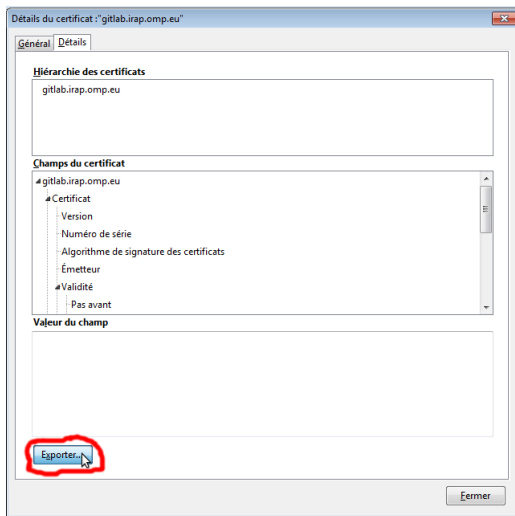 Détails du certificat :"gitlab.irap.omp.eu"
Général Détails
Hiérarchie des certificats
gitlab.irap.omp.eu
Champs du certificat
gitlab.irap.omp.eu
Certificat
Version
Numéro de série
Algorithme de signature des certificats
Émetteur
Validité
Pas avant
Valeur du champ
Exporter...
Fermer